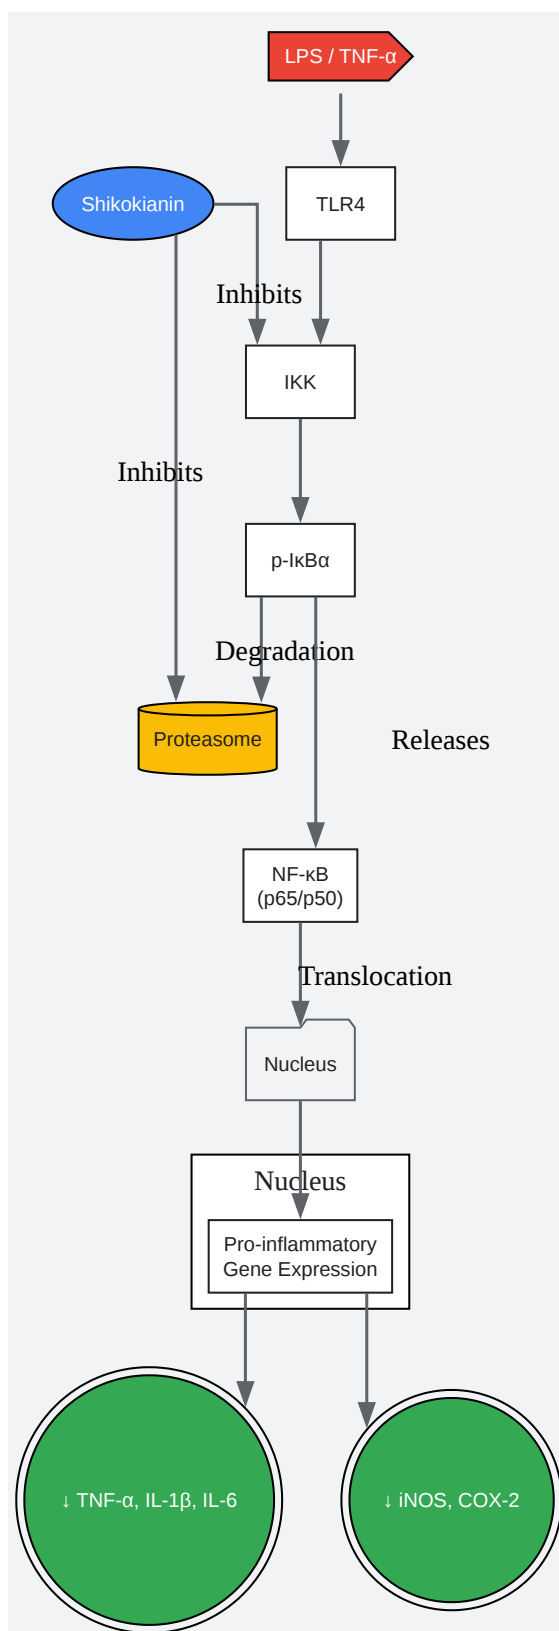 LPS / TNF-α
Shikokianin
TLR4
Inhibits
IKK
Inhibits
p-IκBα
Degradation
Proteasome
Releases
NF-κB
(p65/p50)
Translocation
Nucleus
Nucleus
Pro-inflammatory
Gene Expression
↓ TNF-α, IL-1β, IL-6
↓ iNOS, COX-2